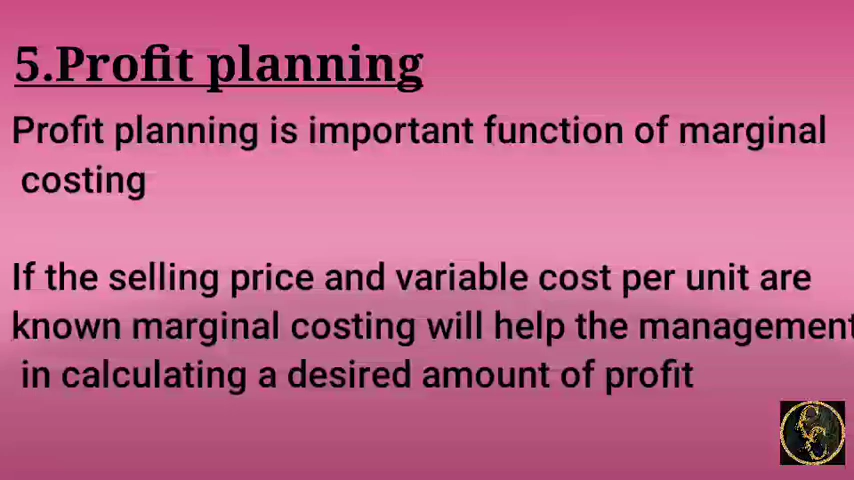 5.Profit planning
Profit planning is important function of marginal
costing
If the selling price and variable cost per unit are
known marginal costing will help the management
in calculating a desired amount of profit